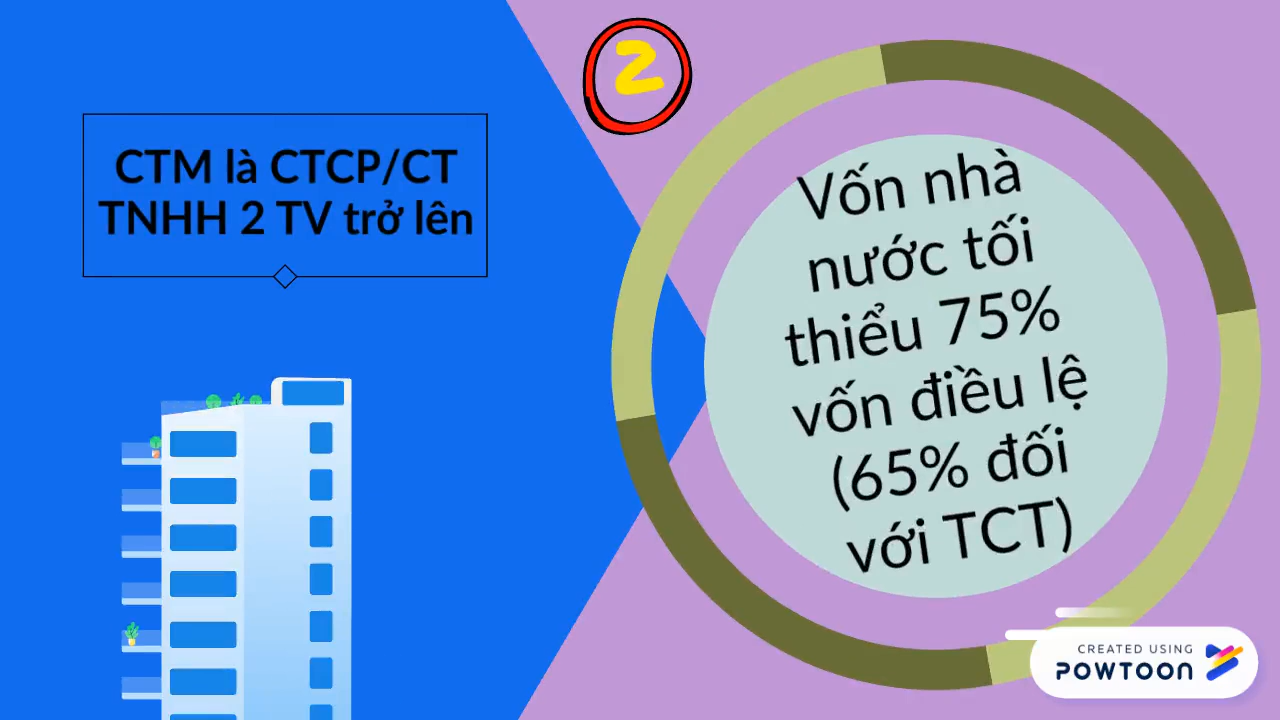 2
CTM là CTCP/CT
TNHH 2 TV trở lên
Vốn nhà
nước tối
thiểu 75%
vốn điều lệ
(65% đối
với TCT)
CREATED USING
POWTOON